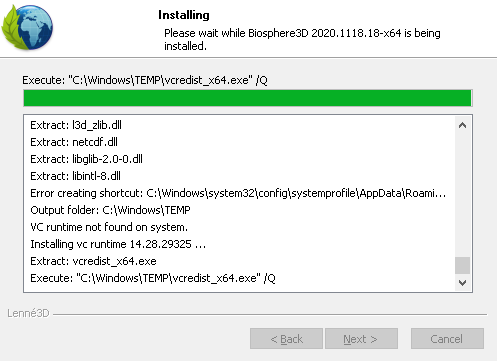 Installing
Please wait while Biosphere3D 2020.1118.18-x64 is being
installed.
Execute: "C:\Windows\TEMP\vcredist_x64.exe" /Q
Extract: l3d_zlib.dll
Extract: netcdf.dll
Extract: libglib-2.0-0.dll
Extract: libintl-8.dll
Error creating shortcut: C:\Windows\system32\config\systemprofile\AppData\Roami...
Output folder: C:\Windows\TEMP
VC runtime not found on system.
Installing vc runtime 14.28.29325 ...
Extract: vcredist_x64.exe
Execute: "C:\Windows\TEMP\vcredist_x64.exe" /Q
Lenné3D
< Back
Next >
Cancel